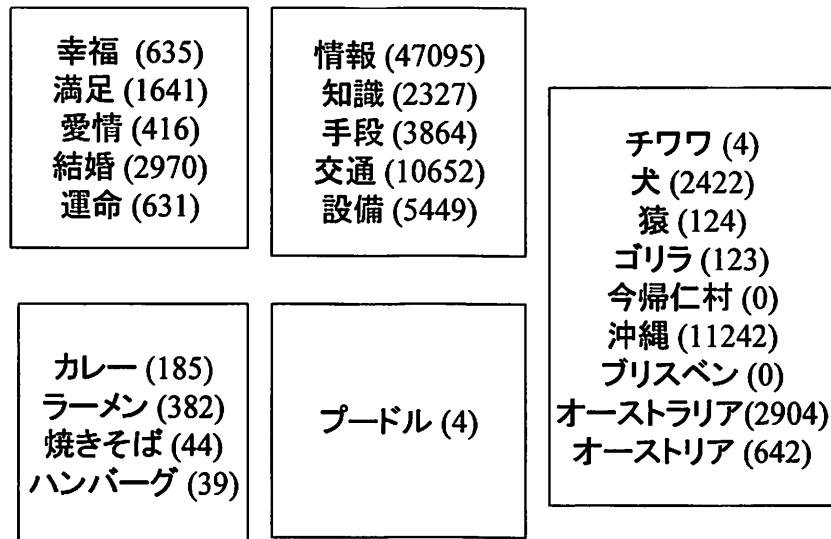 幸福 (635)
満足 (1641)
愛情 (416)
結婚 (2970)
運命 (631)
情報 (47095)
知識 (2327)
手段 (3864)
交通 (10652)
設備 (5449)
チワワ (4)
犬 (2422)
猿 (124)
ゴリラ (123)
今帰仁村 (0)
沖縄 (11242)
ブリスベン (0)
オーストラリア(2904)
オーストリア (642)
カレー (185)
ラーメン (382)
焼きそば (44)
ハンバーグ (39)
プードル (4)